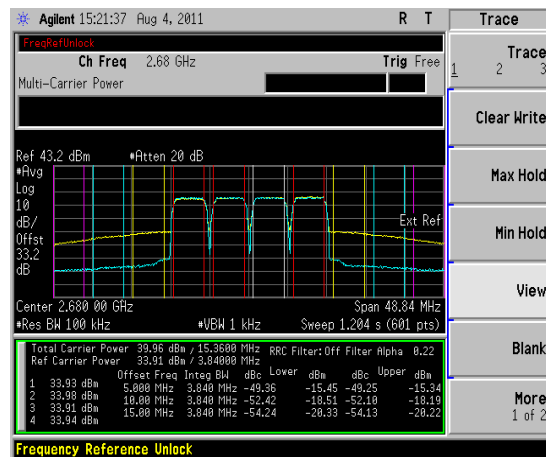 Agilent 15:21:37 Aug 4, 2011 R T
Trace
FreqRefUnlock
Ch Freq 2.68 GHz Trig Free
Multi-Carrier Power
Trace
1 2 3
Clear Write
Max Hold
Min Hold
View
Blank
More
1 of 2
Ref 43.2 dBm #Atten 20 dB
#Avg
Log
10
dB/
Offst
33.2
dB
Ext Ref
Center 2.680 00 GHz Span 48.84 MHz
#Res BW 100 kHz #VBW 1 kHz Sweep 1.204 s (601 pts)
Total Carrier Power 39.96 dBm / 15.3600 MHz RRC Filter: Off Filter Alpha 0.22
Ref Carrier Power 33.91 dBm / 3.84000 MHz
Offset Freq Integ BW dBc Lower dBm dBc Upper dBm
1 33.93 dBm 5.000 MHz 3.840 MHz -49.36 -15.45 -49.25 -15.34
2 33.98 dBm 10.00 MHz 3.840 MHz -52.42 -18.51 -52.10 -18.19
3 33.91 dBm 15.00 MHz 3.840 MHz -54.24 -20.33 -54.13 -20.22
4 33.94 dBm
Frequency Reference Unlock